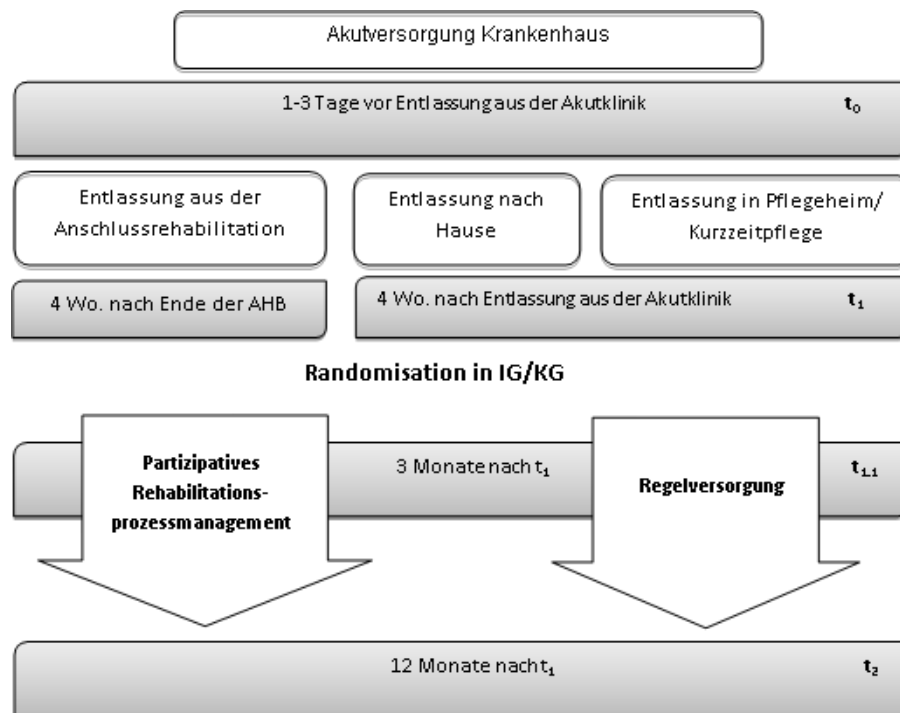 Akutversorgung Krankenhaus
1-3 Tage vor Entlassung aus der Akutklinik t₀
Entlassung aus der
Anschlussrehabilitation
Entlassung nach
Hause
Entlassung in Pflegeheim/
Kurzzeitpflege
4 Wo. nach Ende der AHB
4 Wo. nach Entlassung aus der Akutklinik t₁
Randomisation in IG/KG
Partizipatives
Rehabilitations-
prozessmanagement
3 Monate nach t₁
Regelversorgung
t₁.₁
12 Monate nach t₁ t₂